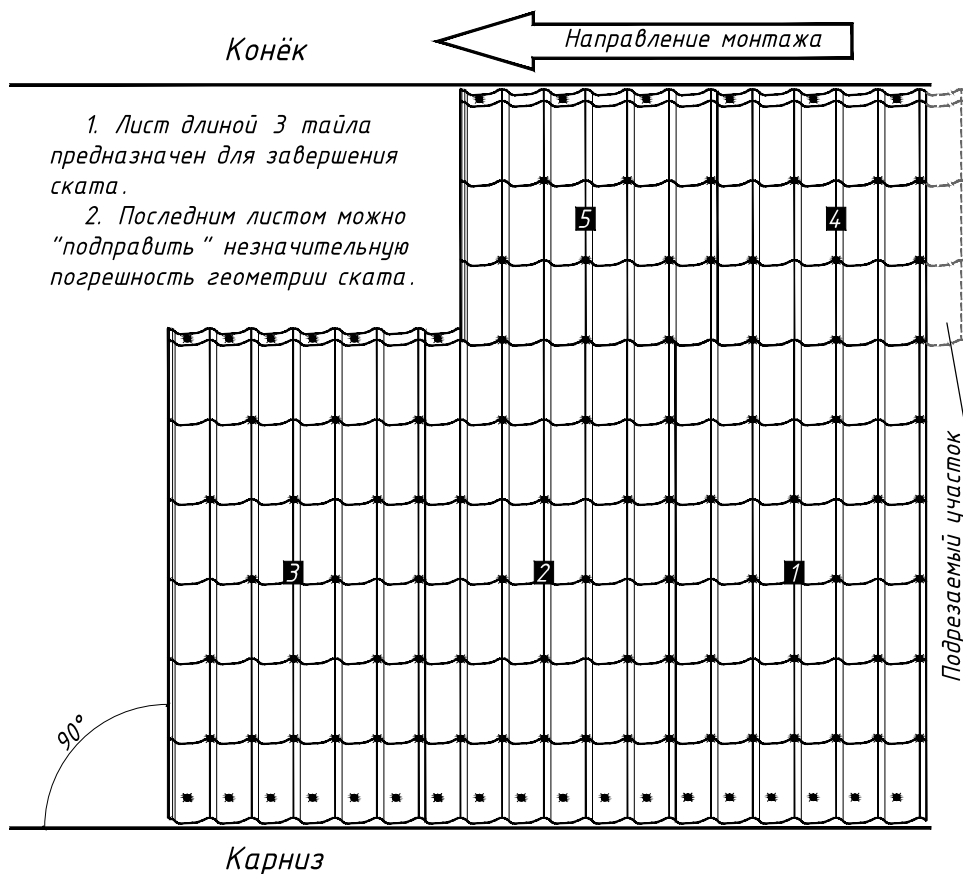 Конёк
Направление монтажа
1. Лист длиной 3 тайла
предназначен для завершения
ската.
2. Последним листом можно
"подправить" незначительную
погрешность геометрии ската.
5
4
3
2
1
Подрезаемый участок
90°
Карниз